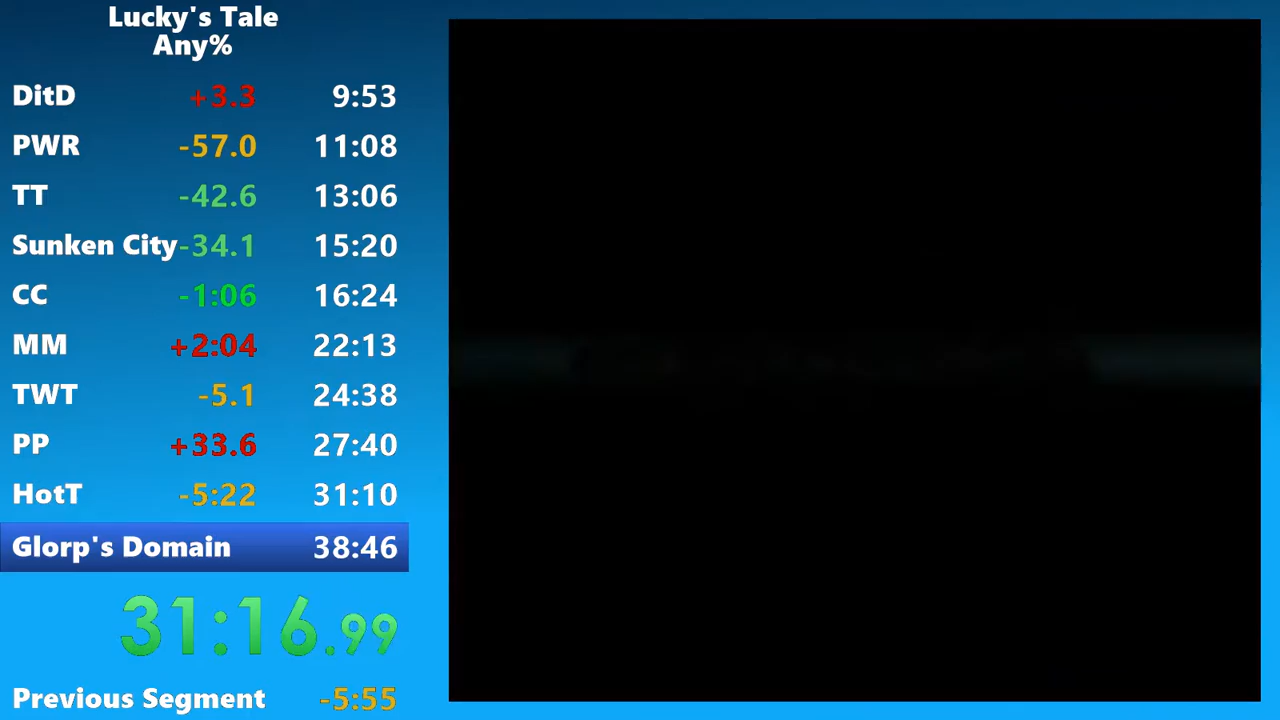 Lucky's Tale
Any%
DitD +3.3 9:53
PWR -57.0 11:08
TT -42.6 13:06
Sunken City -34.1 15:20
CC -1:06 16:24
MM +2:04 22:13
TWT -5.1 24:38
PP +33.6 27:40
HotT -5:22 31:10
Glorp's Domain 38:46
31:16.99
Previous Segment -5:55